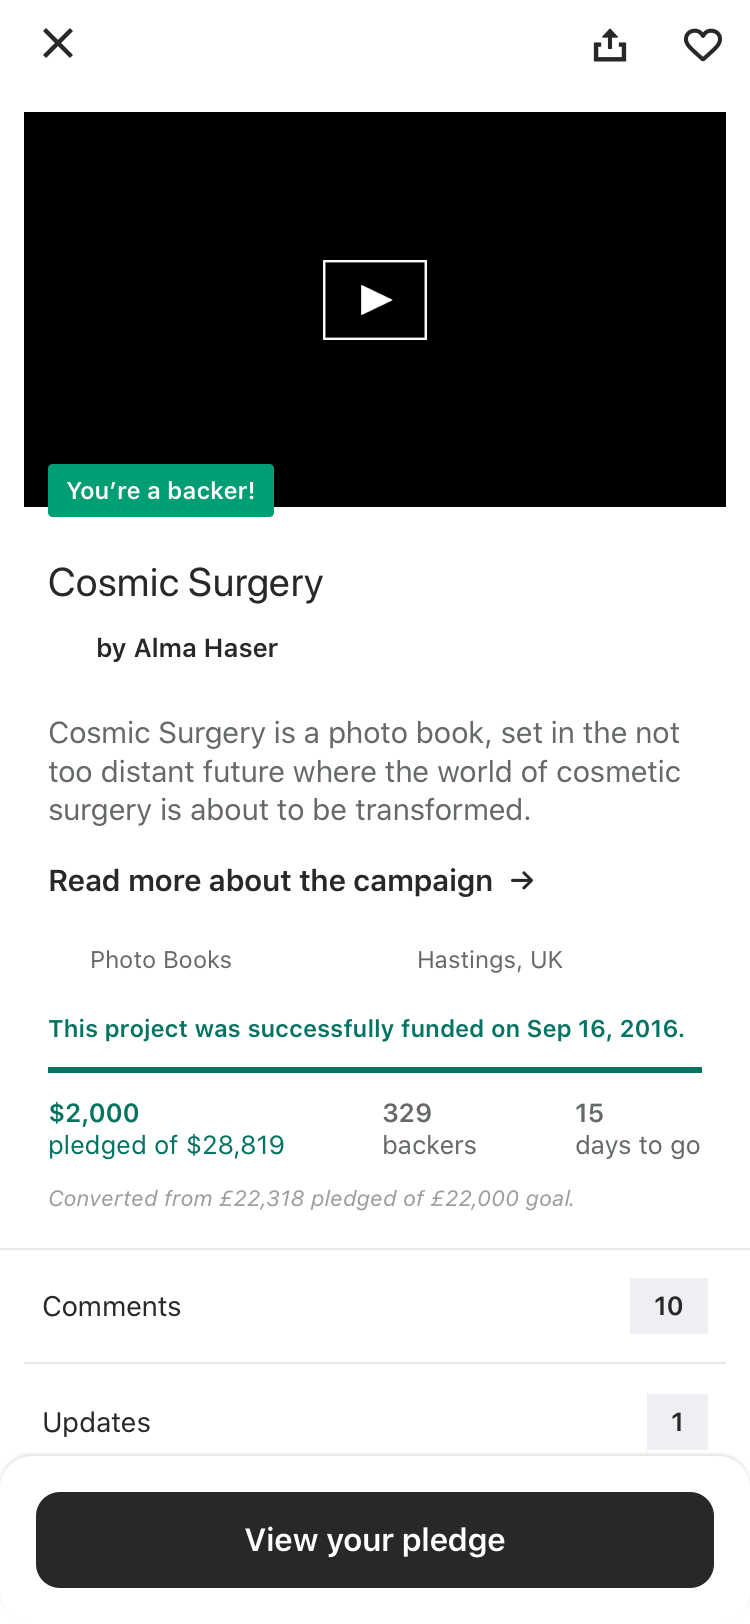 You’re a backer!
Cosmic Surgery
by Alma Haser
Cosmic Surgery is a photo book, set in the not
too distant future where the world of cosmetic
surgery is about to be transformed.
Read more about the campaign →
Photo Books
Hastings, UK
This project was successfully funded on Sep 16, 2016.
$2,000
pledged of $28,819
329
backers
15
days to go
Converted from £22,318 pledged of £22,000 goal.
Comments
10
Updates
1
View your pledge